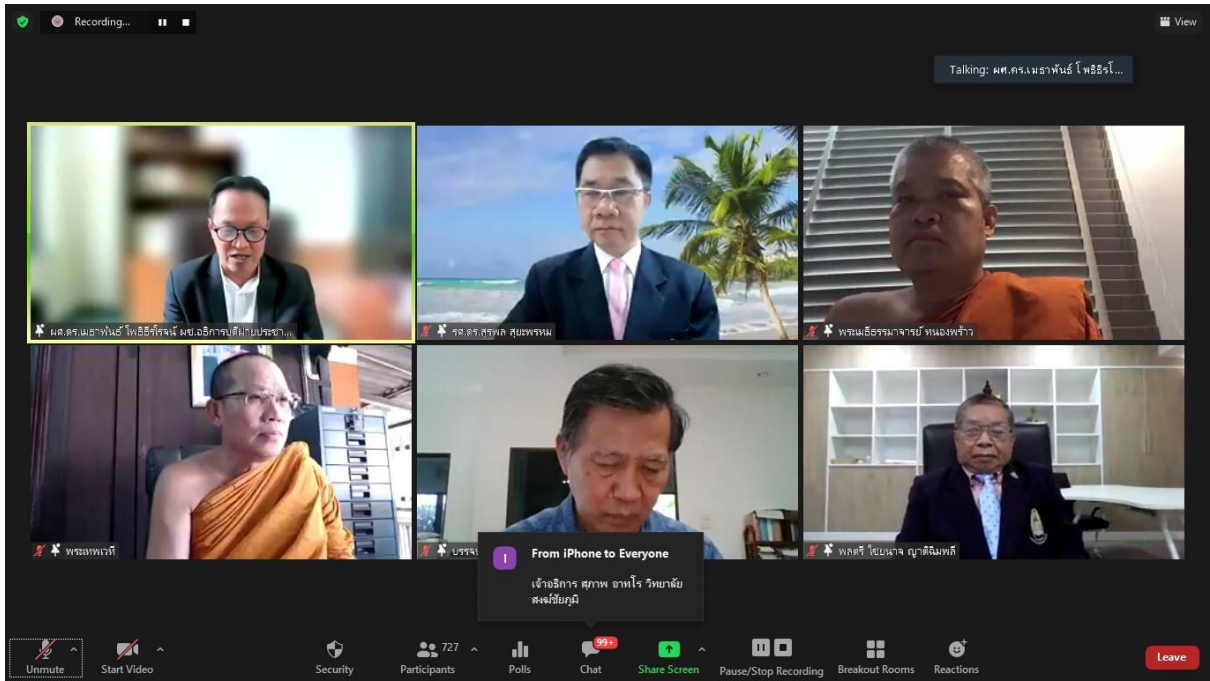 Recording...
View
Talking: ผศ.ดร.เมธาพันธ์ โพธิธีรโ...
ผศ.ดร.เมธาพันธ์ โพธิธีรโรจน์ ผช.อธิการบดีฝ่ายประชา...
รศ.ดร.สุรพล สุยะพรหม
พระเมธีธรรมาจารย์ หนองพร้าว
พระเทพเวที
พลตรี ไชยนาจ ญาติฉิมพลี
I
From iPhone to Everyone
เจ้าอธิการ สุภาพ อาทโร วิทยาลัย
สงฆ์ชัยภูมิ
Unmute
Start Video
Security
727
Participants
Polls
99+
Chat
Share Screen
Pause/Stop Recording
Breakout Rooms
Reactions
Leave